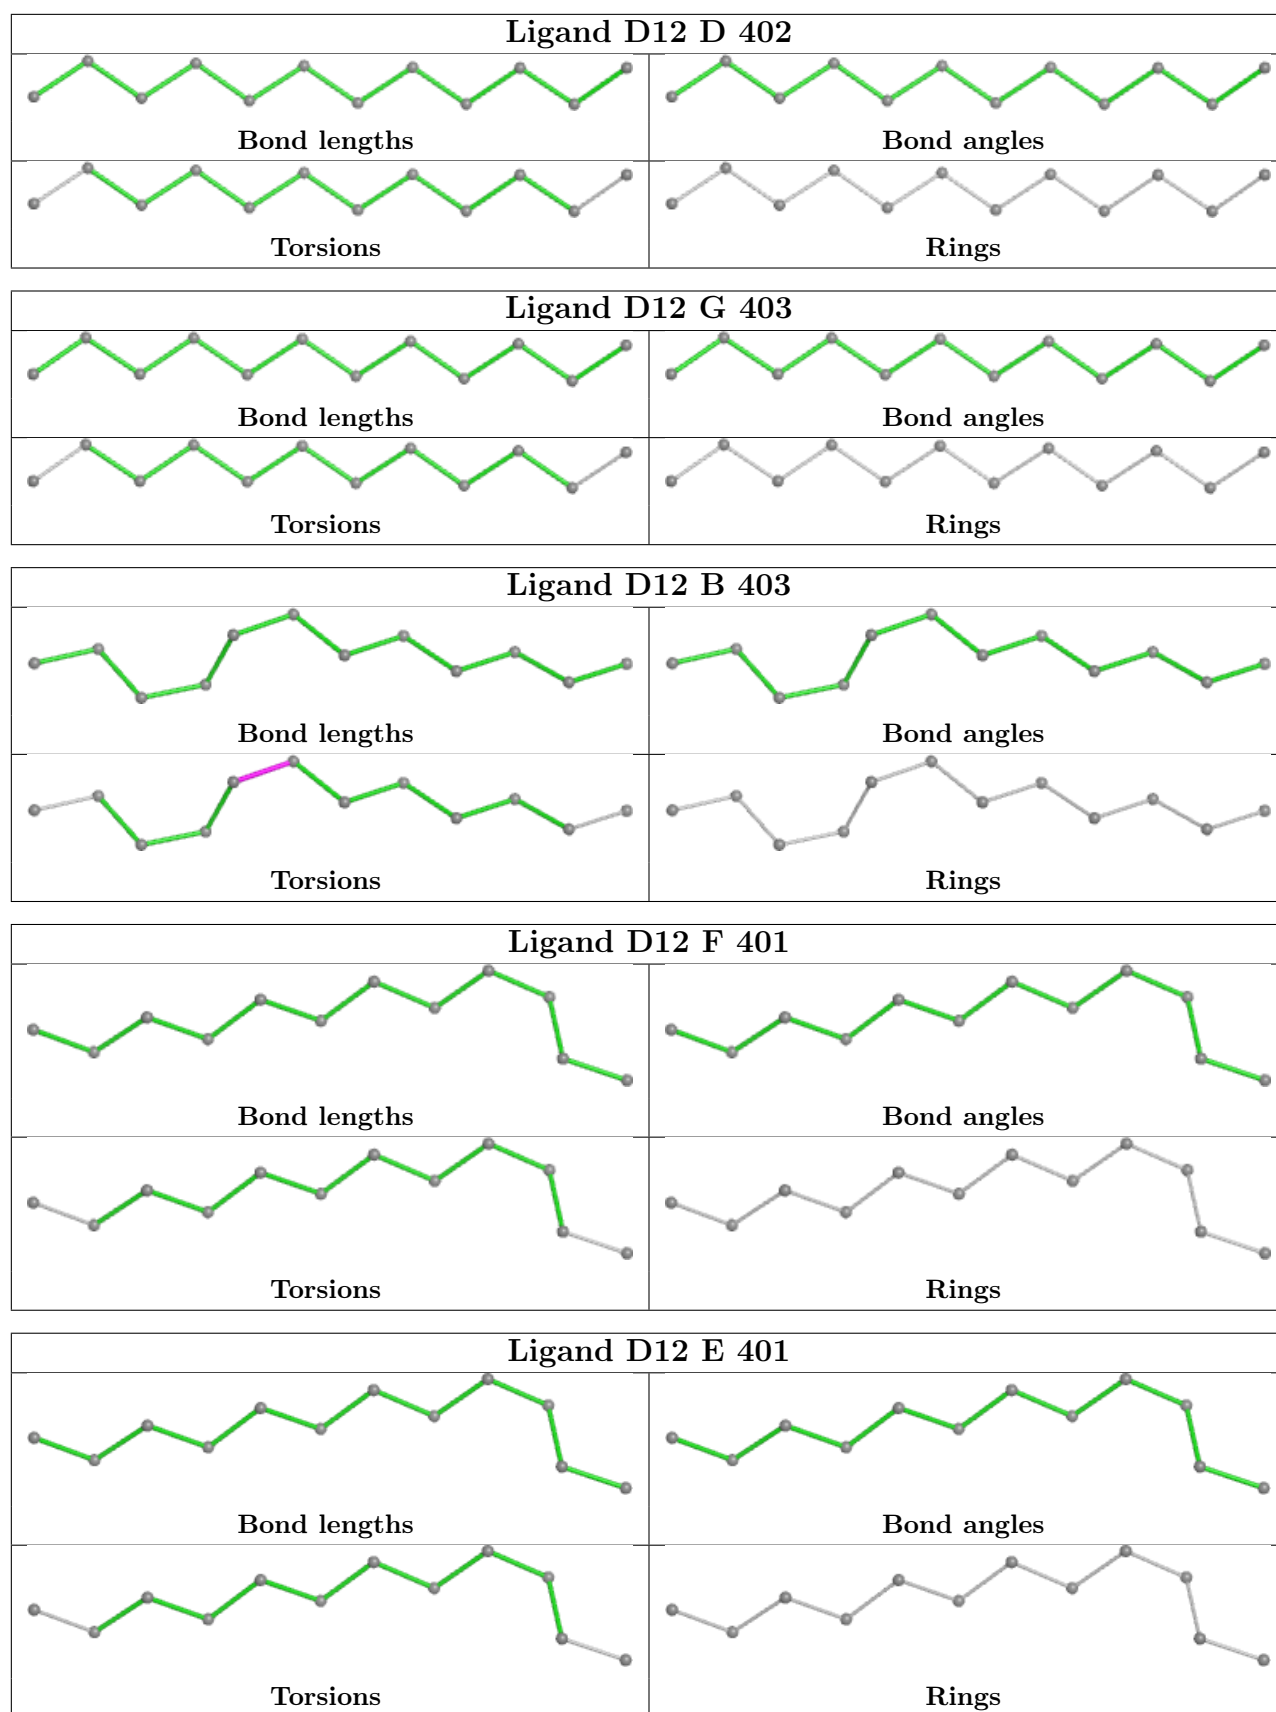 Ligand D12 D 402
Bond lengths Bond angles
Torsions Rings
Ligand D12 G 403
Bond lengths Bond angles
Torsions Rings
Ligand D12 B 403
Bond lengths Bond angles
Torsions Rings
Ligand D12 F 401
Bond lengths Bond angles
Torsions Rings
Ligand D12 E 401
Bond lengths Bond angles
Torsions Rings